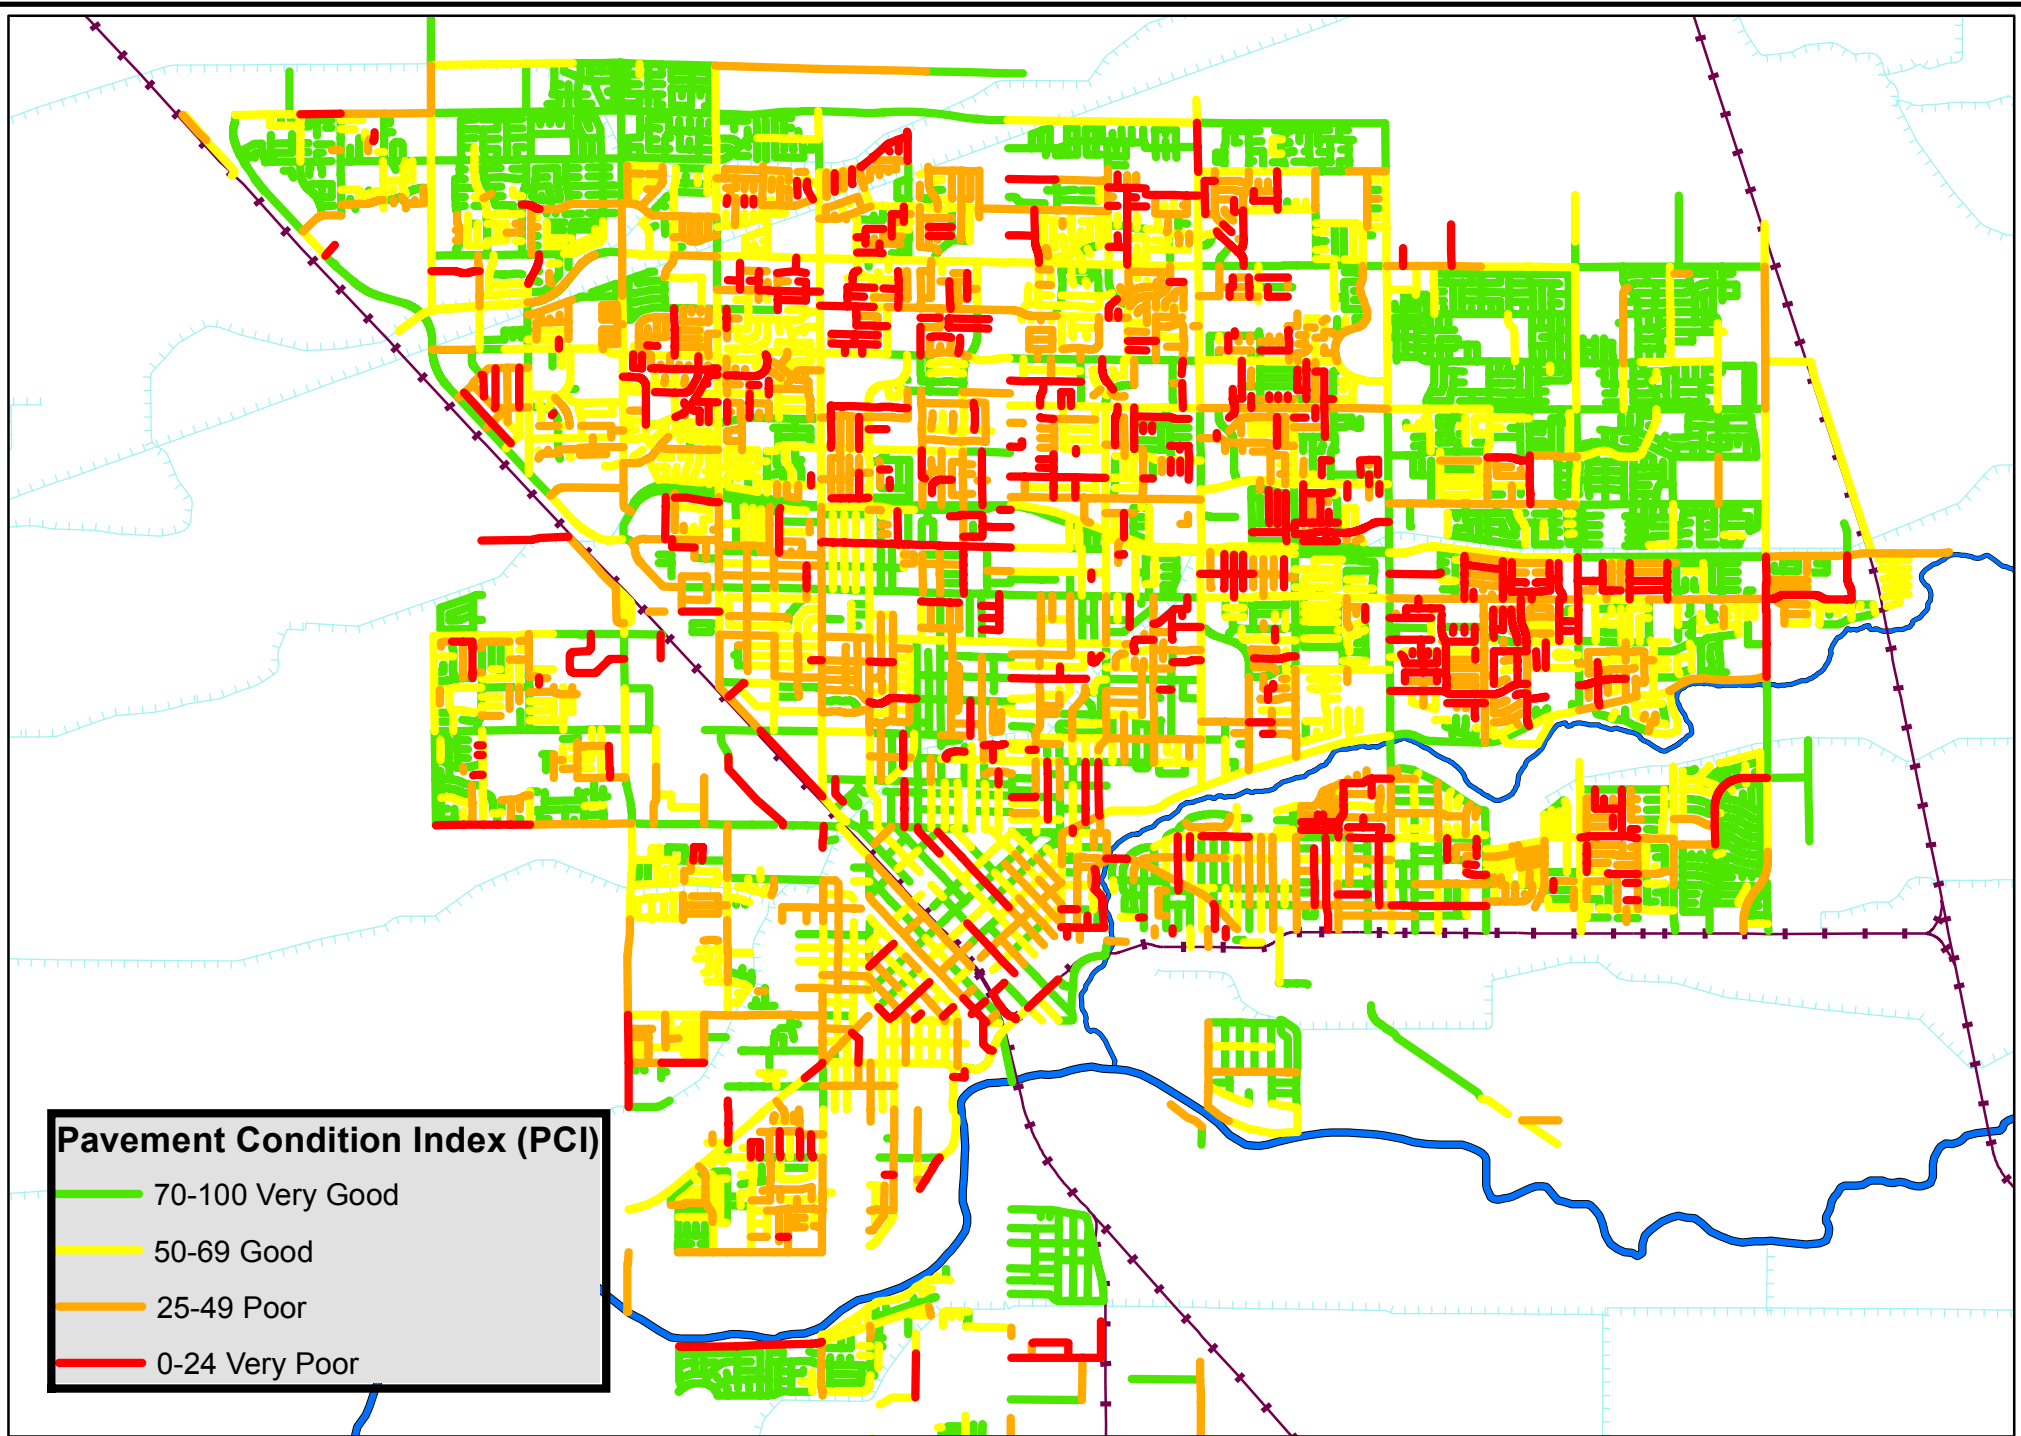 Pavement Condition Index (PCI)
70-100 Very Good
50-69 Good
25-49 Poor
0-24 Very Poor